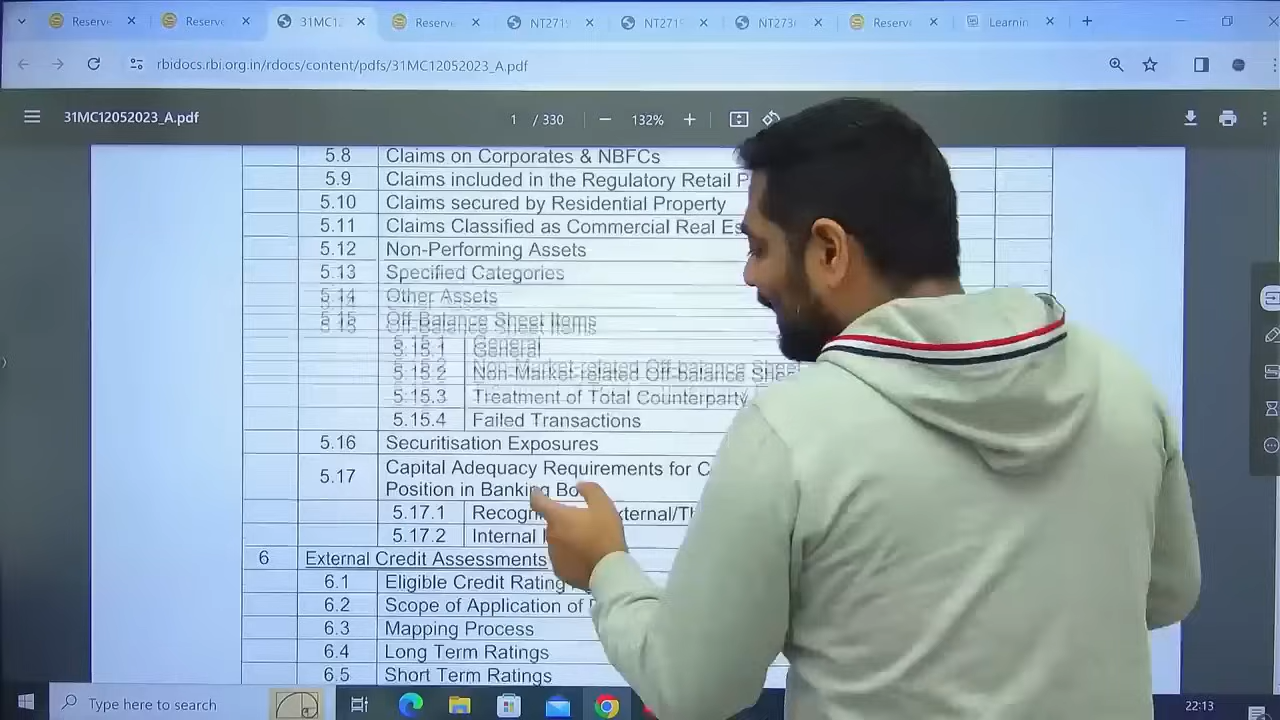 Reserve
Reserve
31MC12
Reserve
NT271
NT271
NT273
Reserve
Learnin
rbidocs.rbi.org.in/rdocs/content/pdfs/31MC12052023_A.pdf
31MC12052023_A.pdf
1 / 330
132%
5.8 Claims on Corporates & NBFCs
5.9 Claims included in the Regulatory Retail P
5.10 Claims secured by Residential Property
5.11 Claims Classified as Commercial Real Es
5.12 Non-Performing Assets
5.13 Specified Categories
5.14 Other Assets
5.15 Off-Balance Sheet Items
5.15.1 General
5.15.2 Non-Market-related Off-balance Sheet
5.15.3 Treatment of Total Counterparty
5.15.4 Failed Transactions
5.16 Securitisation Exposures
5.17 Capital Adequacy Requirements for C
Position in Banking Bo
5.17.1 Recogn xternal/Th
5.17.2 Internal
6 External Credit Assessments
6.1 Eligible Credit Rating
6.2 Scope of Application of
6.3 Mapping Process
6.4 Long Term Ratings
6.5 Short Term Ratings
Type here to search
22:13